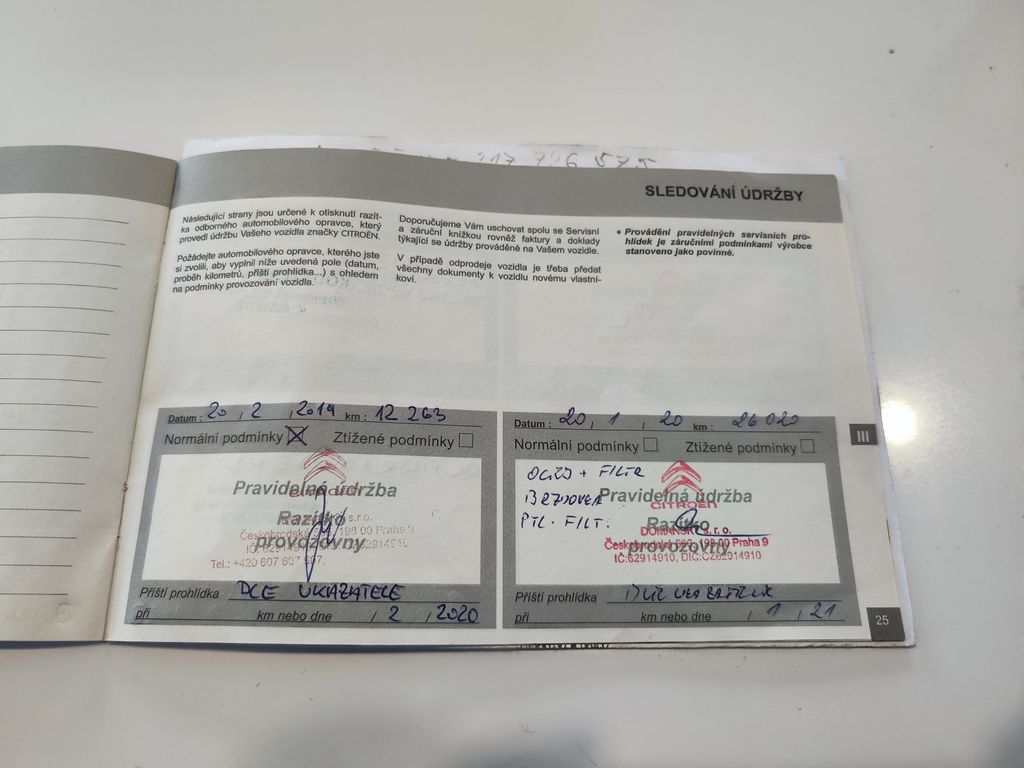 SLEDOVÁNÍ ÚDRŽBY
Následující strany jsou určené k otisknutí razít-
ka odborného automobilového opravce, který
provedl údržbu Vašeho vozidla značky CITROËN.
Požádejte automobilového opravce, kterého jste
si zvolili, aby vyplnil níže uvedená pole (datum,
proběh kilometrů, příští prohlídka...) s ohledem
na podmínky provozování vozidla.
Doporučujeme Vám uschovat spolu se Servisní
a záruční knížkou rovněž faktury a doklady
týkající se údržby prováděné na Vašem vozidle.
V případě odprodeje vozidla je třeba předat
všechny dokumenty k vozidlu novému vlastní-
kovi.
• Provádění pravidelných servisních pro-
hlídek je záručními podmínkami výrobce
stanoveno jako povinné.
Datum : 20 , 2 , 2019 km : 12 263
Normální podmínky Ztížené podmínky
Pravidelná údržba
Razítko
provozovny
Příští prohlídka DLE UKAZATELE
při km nebo dne / 2 / 2020
Datum : 20 , 1 , 20 km : 26 020
Normální podmínky Ztížené podmínky
OLEJ + FILTR
PYL. FILT.
Pravidelná údržba
CITROËN
Razítko
DOMANSKÝ s.r.o.
Českobrodská 198 00 Praha 9
provozovny
IČ:62914910, DIČ:CZ62914910
Příští prohlídka DLE UKAZATELE
při km nebo dne 1 / 21
III
25